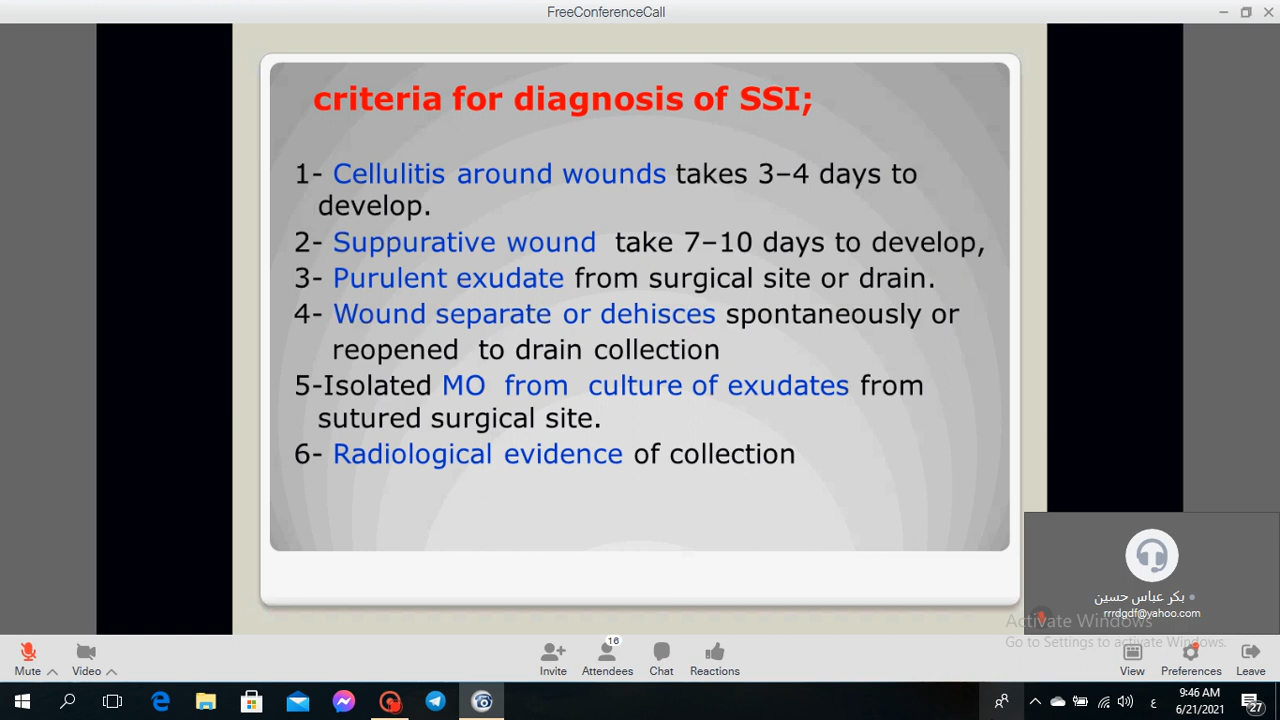 FreeConferenceCall
criteria for diagnosis of SSI;
1- Cellulitis around wounds takes 3–4 days to
develop.
2- Suppurative wound take 7–10 days to develop,
3- Purulent exudate from surgical site or drain.
4- Wound separate or dehisces spontaneously or
reopened to drain collection
5-Isolated MO from culture of exudates from
sutured surgical site.
6- Radiological evidence of collection
بكر عباس حسين
rrrdgdf@yahoo.com
Activate Windows
Go to Settings to activate Windows.
16
Mute Video Invite Attendees Chat Reactions View Preferences Leave
ع
9:46 AM
6/21/2021
27